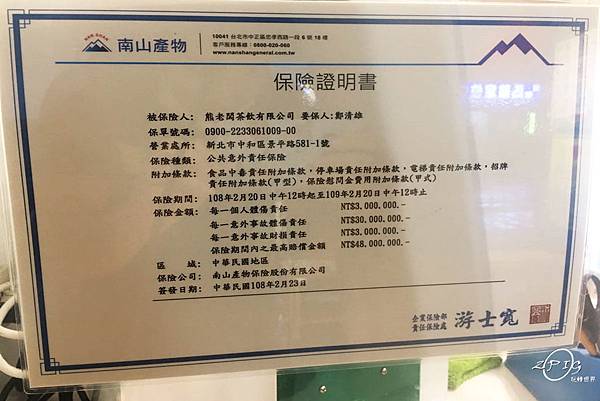 南山產物
10041 台北市中正區忠孝西路一段 6 號 18 樓
客戶服務專線：0800-020-060
www.nanshangeneral.com.tw
保險證明書
被保險人：熊老闆茶飲有限公司 要保人:鄭清雄
保單號碼：0900-2233061009-00
營業處所：新北市中和區景平路581-1號
保險種類：公共意外責任保險
附加條款：食品中毒責任附加條款，停車場責任附加條款，電梯責任附加條款，招牌
責任附加條款(甲型)，保險慰問金費用附加條款(甲式)
保險期間：108年2月20日中午12時起至109年2月20日中午12時止
保險金額：每一個人體傷責任 NT$3,000,000.-
每一意外事故體傷責任 NT$30,000,000.-
每一意外事故財損責任 NT$3,000,000.-
保險期間內之最高賠償金額 NT$48,000,000.-
區　　域：中華民國地區
保險公司：南山產物保險股份有限公司
簽發日期：中華民國108年2月23日
企業保險部
責任保險處
游士寬
ZPIG
玩轉世界